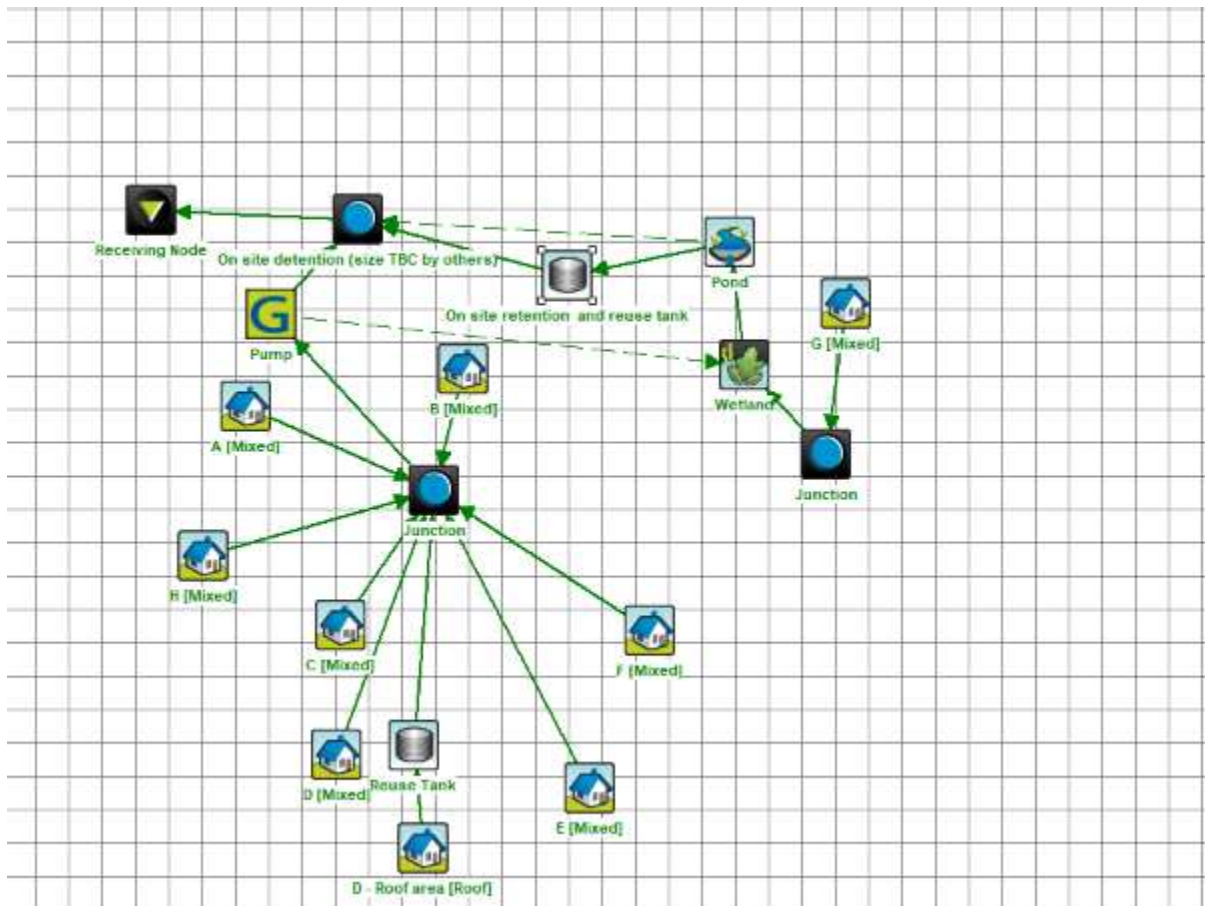 Receiving Node
On site detention (size TBC by others)
Pond
On site retention and reuse tank
G
G [Mixed]
Pump
Wetland
B [Mixed]
A [Mixed]
Junction
Junction
H [Mixed]
C [Mixed]
F [Mixed]
D [Mixed]
Reuse Tank
E [Mixed]
D - Roof area [Roof]